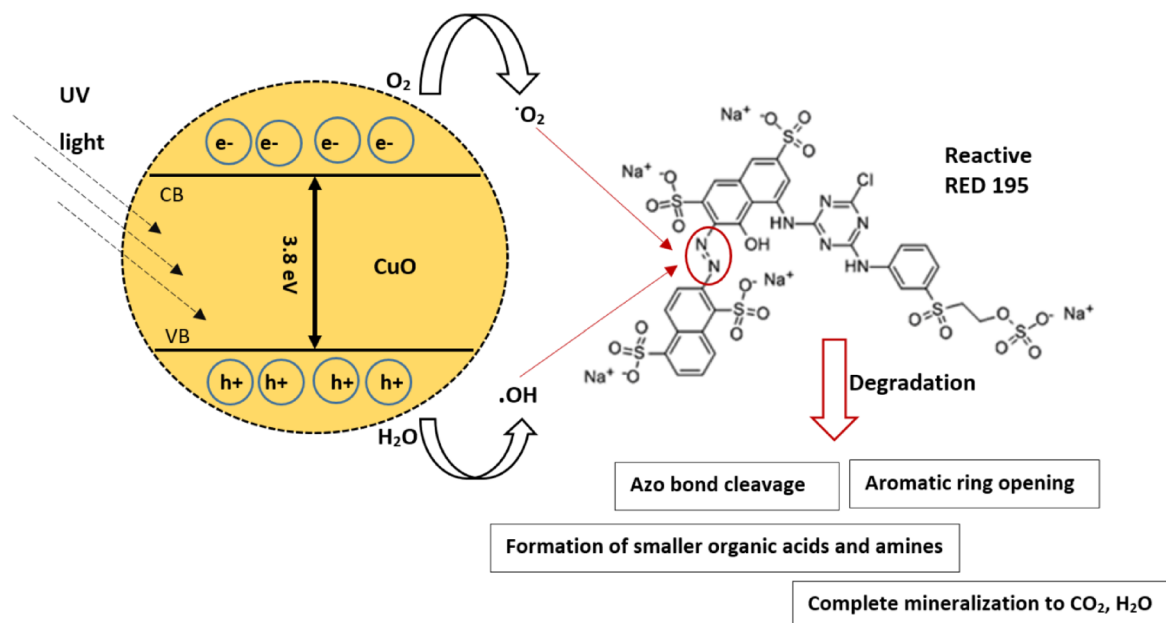 UV
light
O₂
·O₂
e- e- e- e-
CB
3.8 eV
CuO
VB
h+ h+ h+ h+
H₂O
.OH
Reactive
RED 195
Na⁺ ⁻O
O
S
O
Na⁺ ⁻O
O
S
O
Cl
N
N
N
HN
OH
N
N
HN
O⁻ Na⁺
S
O
O
O
S
O
O
S
O
O⁻ Na⁺
O
O
S
Na⁺ ⁻O
O
Degradation
Azo bond cleavage
Aromatic ring opening
Formation of smaller organic acids and amines
Complete mineralization to CO₂, H₂O